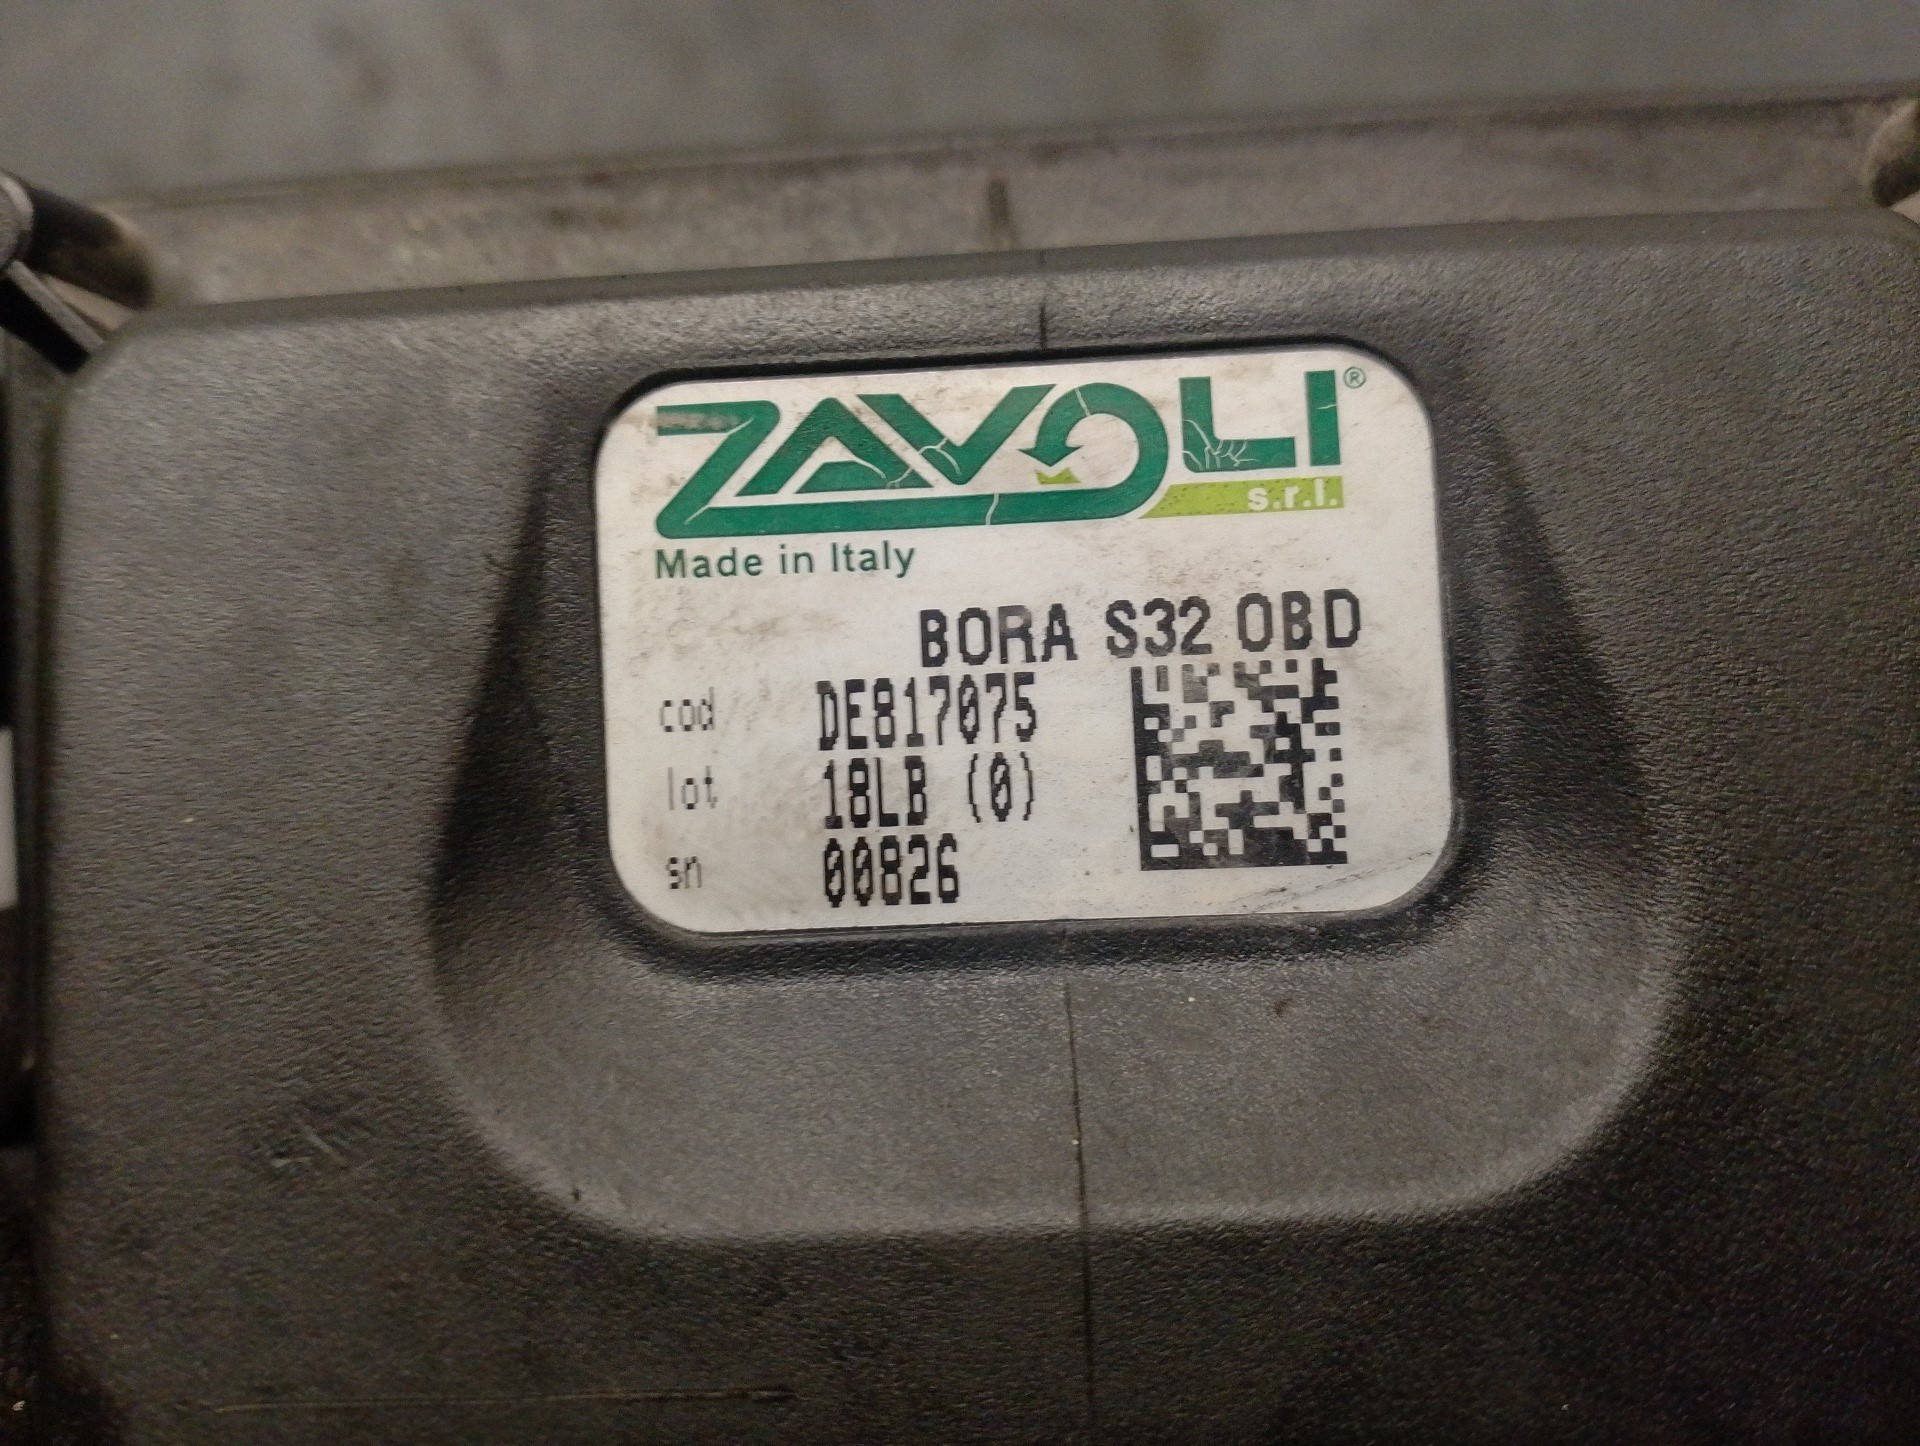 ZAVOLI®
s.r.l.
Made in Italy
BORA S32 OBD
cod DE817075
lot 18LB (0)
sn 00826